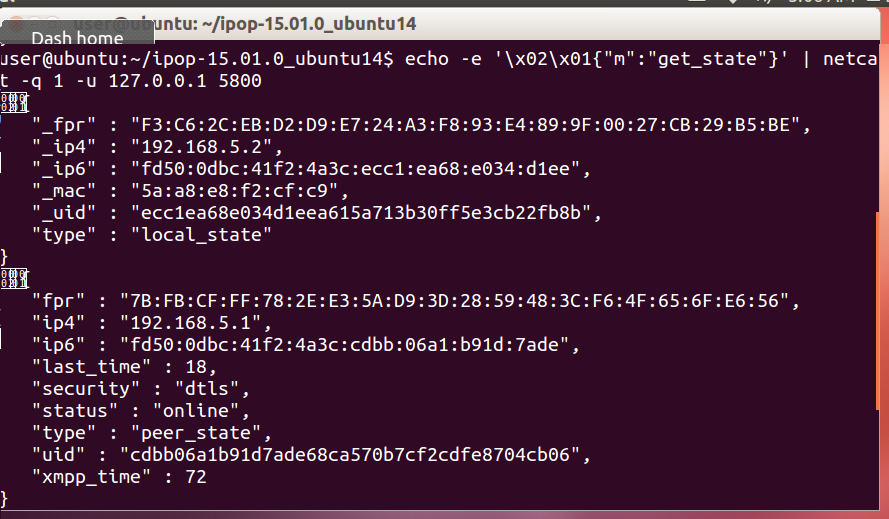 user@ubuntu: ~/ipop-15.01.0_ubuntu14
Dash home
user@ubuntu:~/ipop-15.01.0_ubuntu14$ echo -e '\x02\x01{"m":"get_state"}' | netca
t -q 1 -u 127.0.0.1 5800
{
"_fpr" : "F3:C6:2C:EB:D2:D9:E7:24:A3:F8:93:E4:89:9F:00:27:CB:29:B5:BE",
"_ip4" : "192.168.5.2",
"_ip6" : "fd50:0dbc:41f2:4a3c:ecc1:ea68:e034:d1ee",
"_mac" : "5a:a8:e8:f2:cf:c9",
"_uid" : "ecc1ea68e034d1eea615a713b30ff5e3cb22fb8b",
"type" : "local_state"
}
{
"fpr" : "7B:FB:CF:FF:78:2E:E3:5A:D9:3D:28:59:48:3C:F6:4F:65:6F:E6:56",
"ip4" : "192.168.5.1",
"ip6" : "fd50:0dbc:41f2:4a3c:cdbb:06a1:b91d:7ade",
"last_time" : 18,
"security" : "dtls",
"status" : "online",
"type" : "peer_state",
"uid" : "cdbb06a1b91d7ade68ca570b7cf2cdfe8704cb06",
"xmpp_time" : 72
}